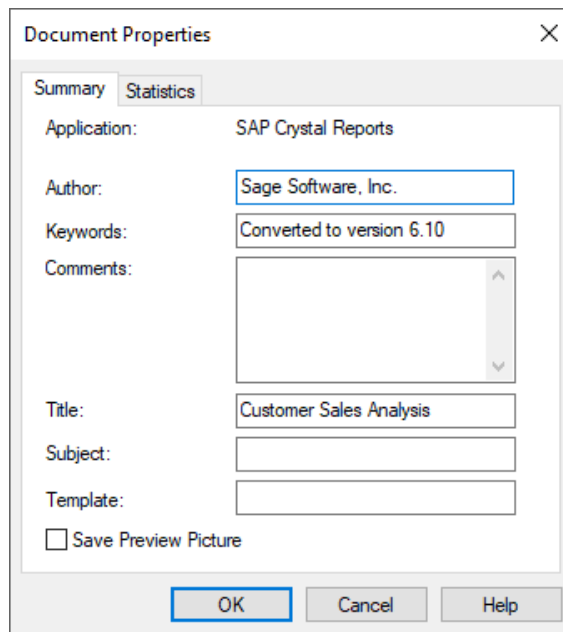 Document Properties
Summary Statistics
Application: SAP Crystal Reports
Author: Sage Software, Inc.
Keywords: Converted to version 6.10
Comments:
Title: Customer Sales Analysis
Subject:
Template:
Save Preview Picture
OK Cancel Help